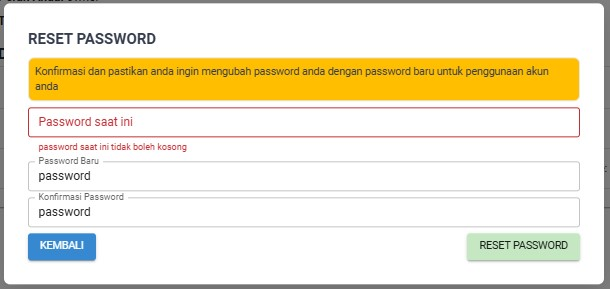 RESET PASSWORD
Konfirmasi dan pastikan anda ingin mengubah password anda dengan password baru untuk penggunaan akun
anda
Password saat ini
password saat ini tidak boleh kosong
Password Baru
password
Konfirmasi Password
password
KEMBALI
RESET PASSWORD